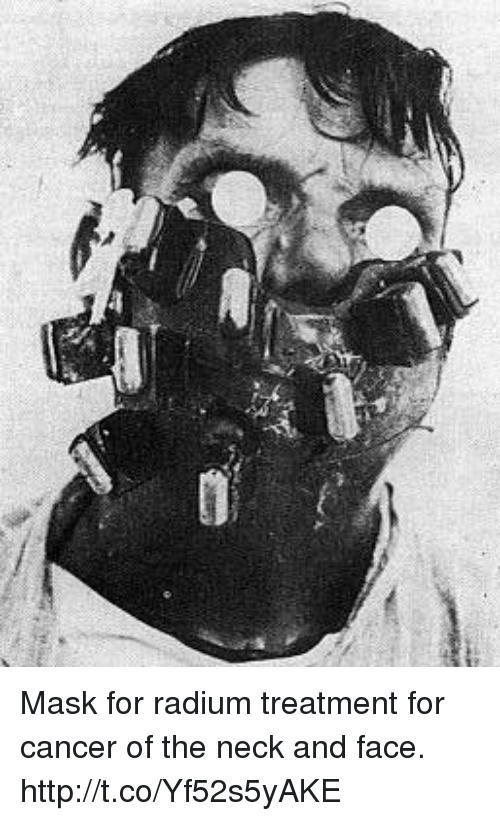 Mask for radium treatment for
cancer of the neck and face.
http://t.co/Yf52s5yAKE